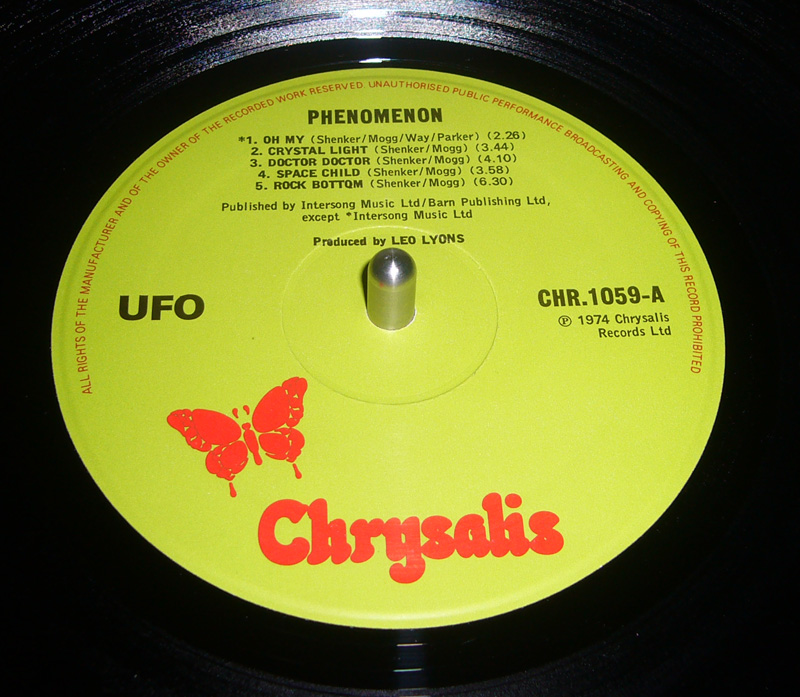 ALL RIGHTS OF THE MANUFACTURER AND OF THE OWNER OF THE RECORDED WORK RESERVED. UNAUTHORISED PUBLIC PERFORMANCE BROADCASTING AND COPYING OF THIS RECORD PROHIBITED
PHENOMENON
*1. OH MY (Shenker/Mogg/Way/Parker) (2.26)
2. CRYSTAL LIGHT (Shenker/Mogg) (3.44)
3. DOCTOR DOCTOR (Shenker/Mogg) (4.10)
4. SPACE CHILD (Shenker/Mogg) (3.58)
5. ROCK BOTTQM (Shenker/Mogg) (6.30)
Published by Intersong Music Ltd/Barn Publishing Ltd,
except *Intersong Music Ltd
Produced by LEO LYONS
UFO
CHR.1059-A
℗ 1974 Chrysalis
Records Ltd
Chrysalis